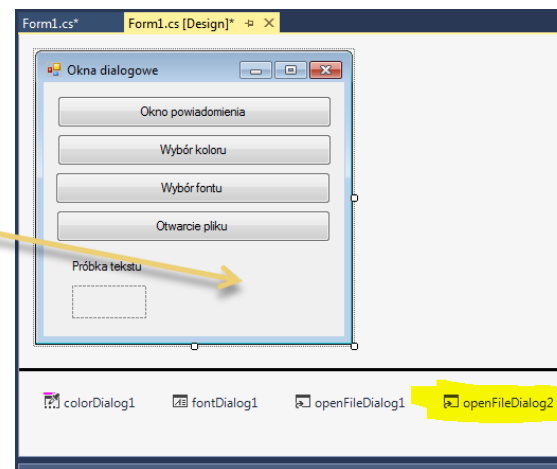 Form1.cs* Form1.cs [Design]*
Okna dialogowe
Okno powiadomienia
Wybór koloru
Wybór fontu
Otwarcie pliku
Próbka tekstu
colorDialog1 fontDialog1 openFileDialog1 openFileDialog2